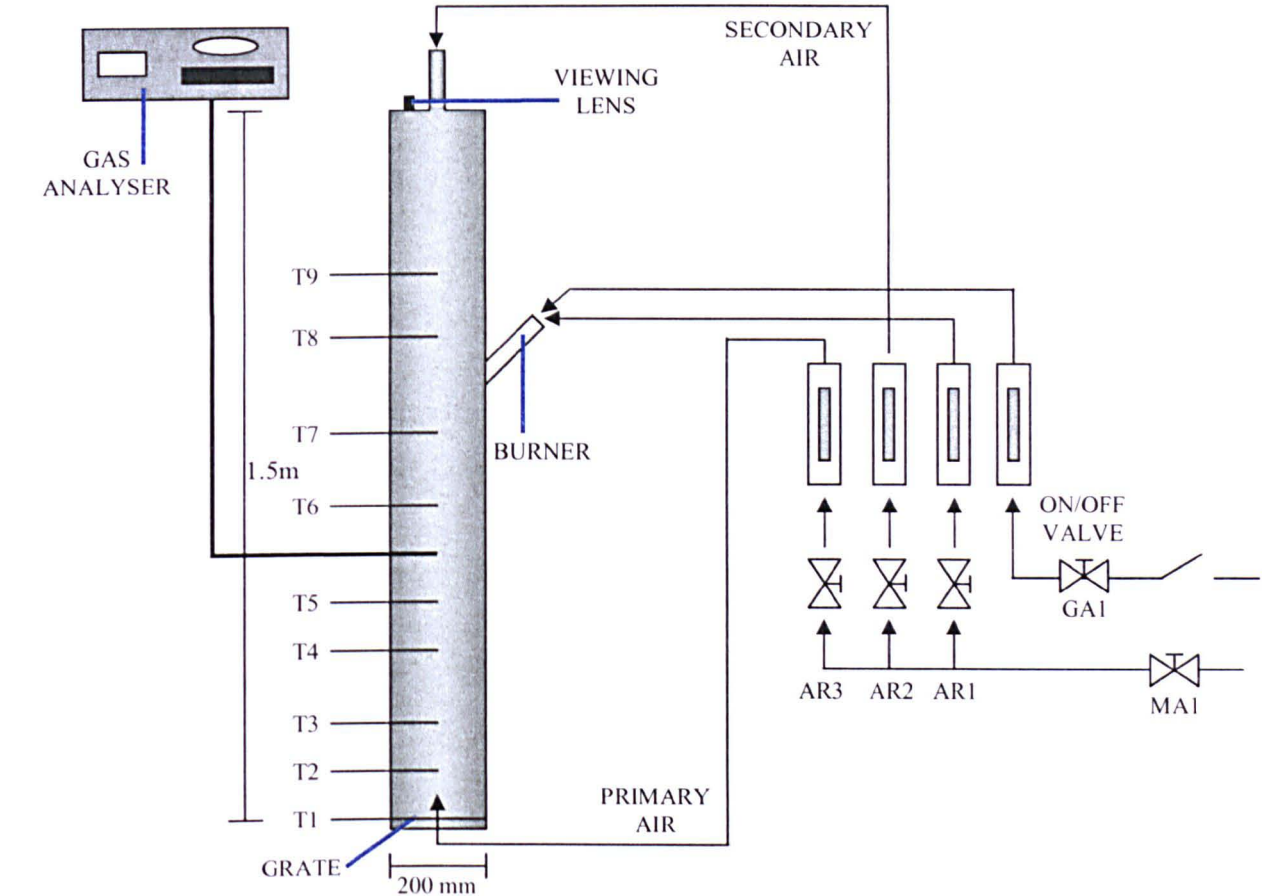 SECONDARY
AIR
VIEWING
LENS
GAS
ANALYSER
T9
T8
T7
BURNER
1.5m
T6
ON/OFF
VALVE
T5
GA1
T4
AR3 AR2 AR1
MA1
T3
T2
PRIMARY
AIR
T1
GRATE
200 mm